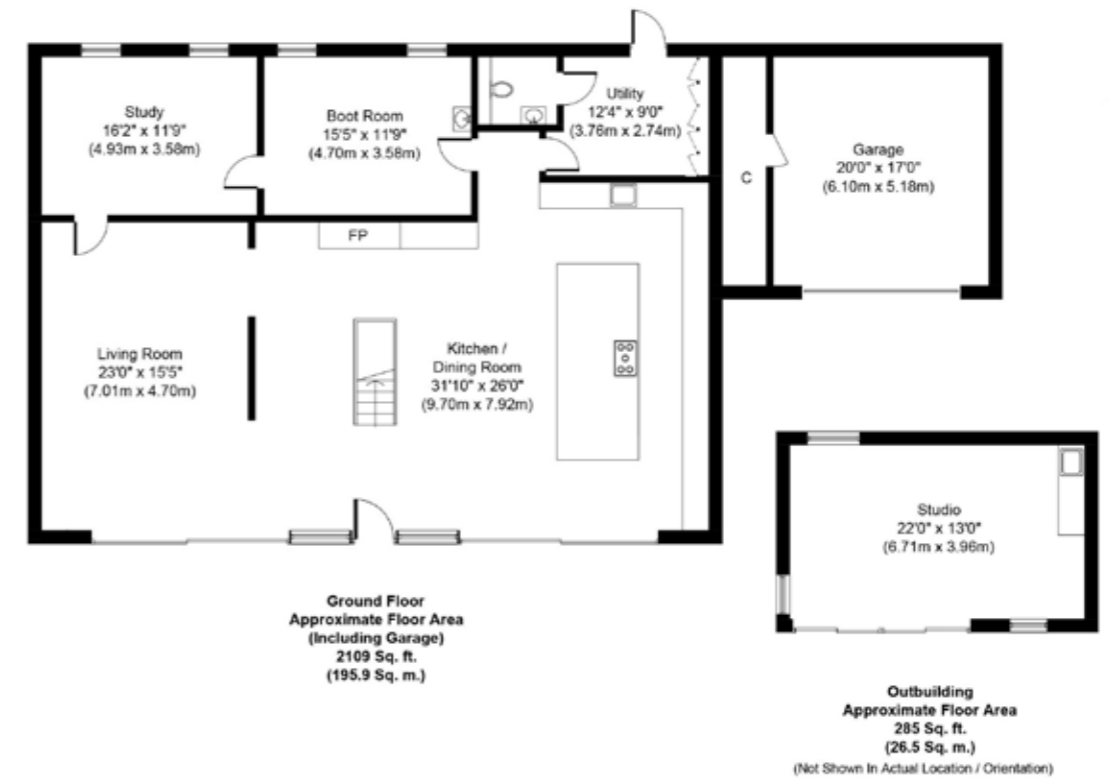 Study
16'2" x 11'9"
(4.93m x 3.58m)
Boot Room
15'5" x 11'9"
(4.70m x 3.58m)
Utility
12'4" x 9'0"
(3.76m x 2.74m)
C
Garage
20'0" x 17'0"
(6.10m x 5.18m)
FP
Living Room
23'0" x 15'5"
(7.01m x 4.70m)
Kitchen /
Dining Room
31'10" x 26'0"
(9.70m x 7.92m)
Studio
22'0" x 13'0"
(6.71m x 3.96m)
Ground Floor
Approximate Floor Area
(Including Garage)
2109 Sq. ft.
(195.9 Sq. m.)
Outbuilding
Approximate Floor Area
285 Sq. ft.
(26.5 Sq. m.)
(Not Shown In Actual Location / Orientation)